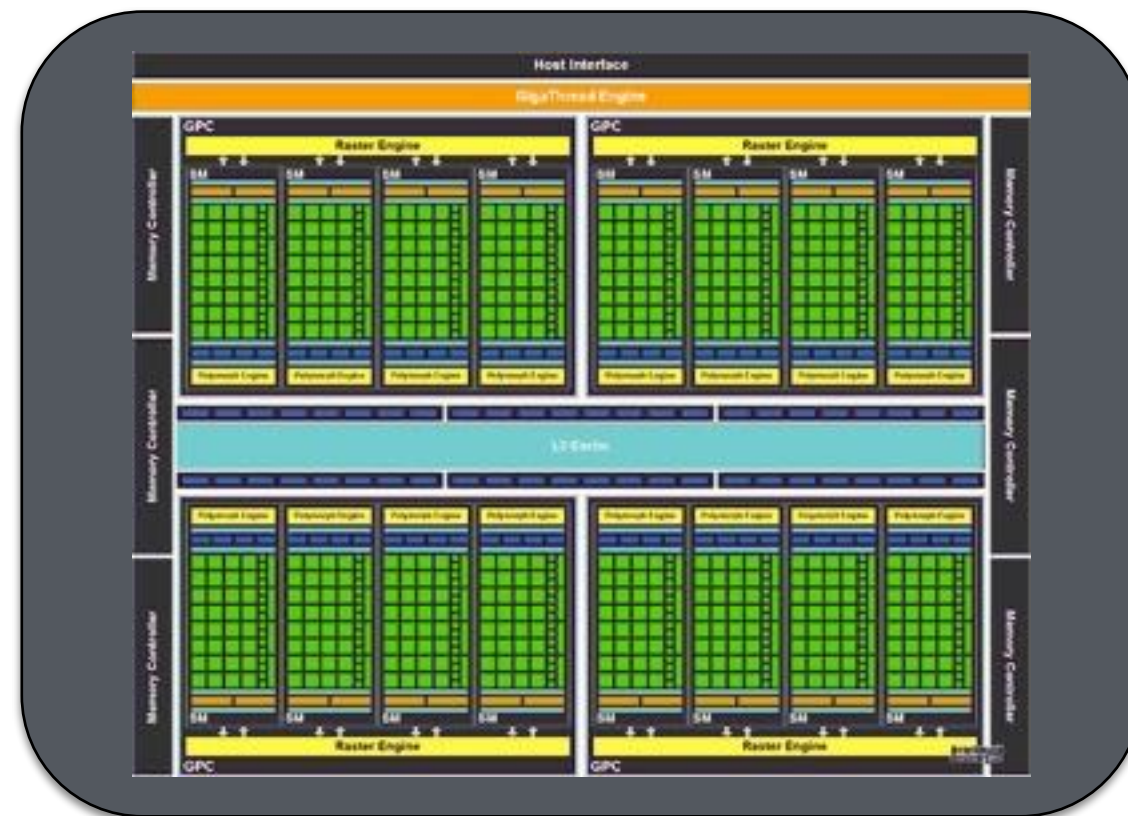 Host Interface
GigaThread Engine
GPC
GPC
Raster Engine
Raster Engine
SM SM SM SM
SM SM SM SM
Memory Controller
Memory Controller
Polymorph Engine Polymorph Engine Polymorph Engine Polymorph Engine
Polymorph Engine Polymorph Engine Polymorph Engine Polymorph Engine
Memory Controller
L2 Cache
Memory Controller
Polymorph Engine Polymorph Engine Polymorph Engine Polymorph Engine
Polymorph Engine Polymorph Engine Polymorph Engine Polymorph Engine
Memory Controller
Memory Controller
SM SM SM SM
SM SM SM SM
Raster Engine
Raster Engine
GPC
GPC